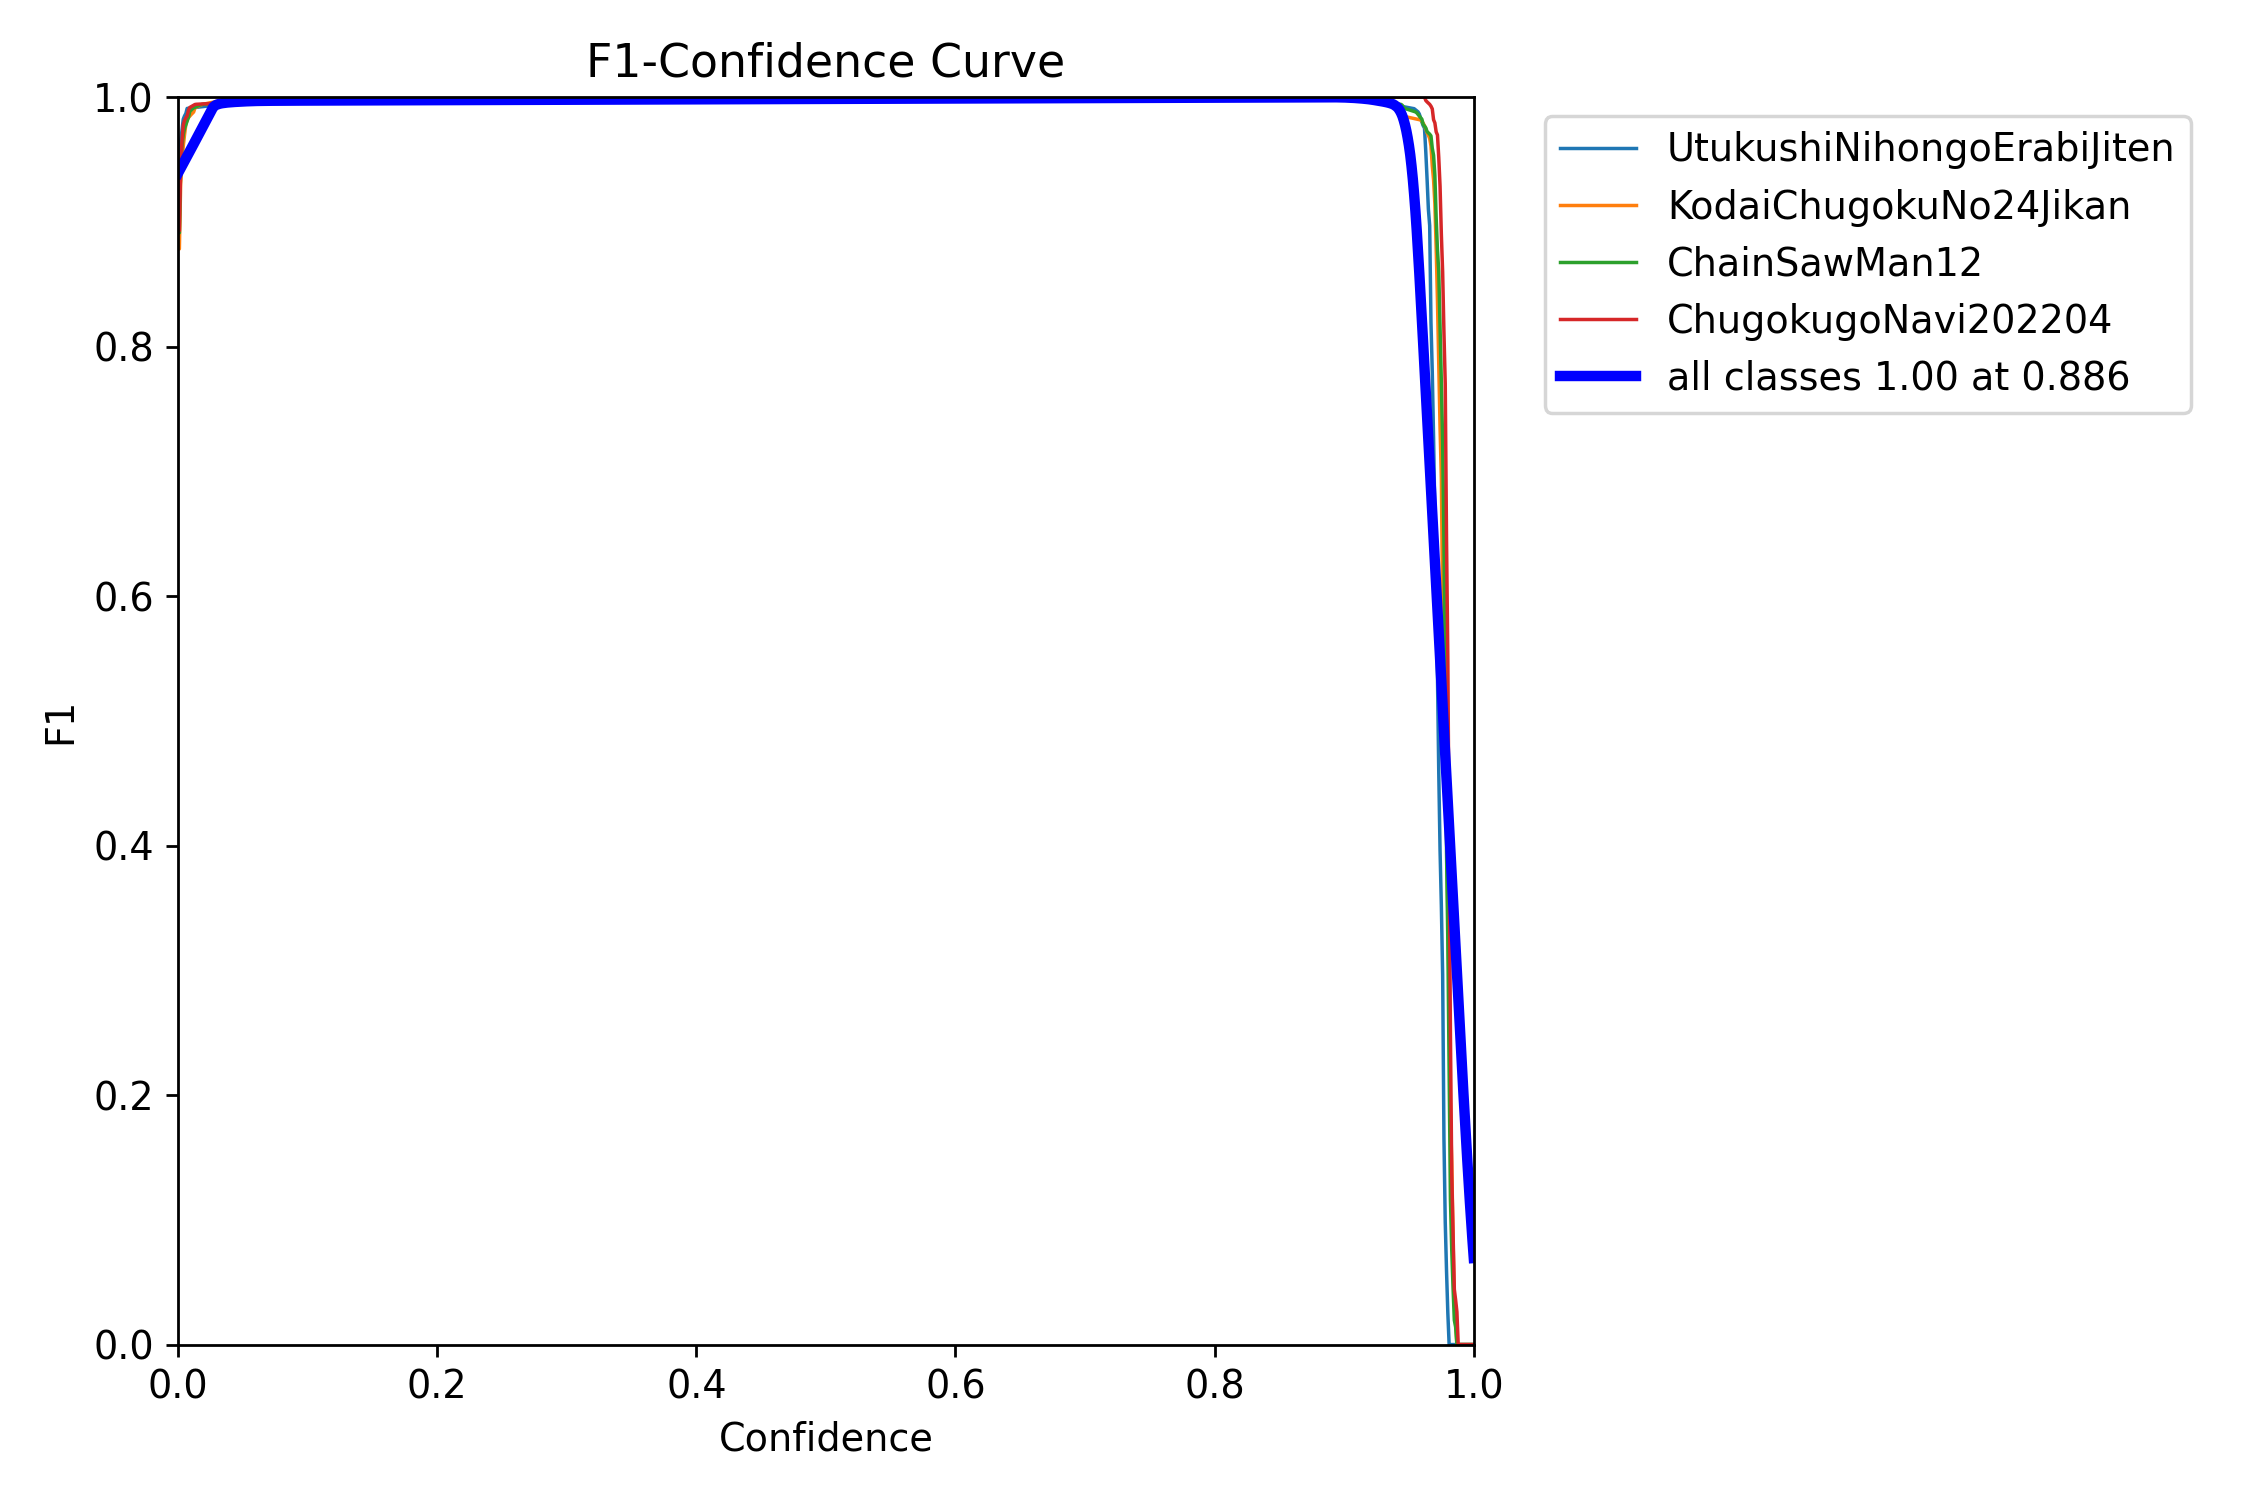 F1-Confidence Curve
1.0
0.8
0.6
0.4
0.2
0.0
F1
0.0 0.2 0.4 0.6 0.8 1.0
Confidence
UtukushiNihongoErabiJiten
KodaiChugokuNo24Jikan
ChainSawMan12
ChugokugoNavi202204
all classes 1.00 at 0.886